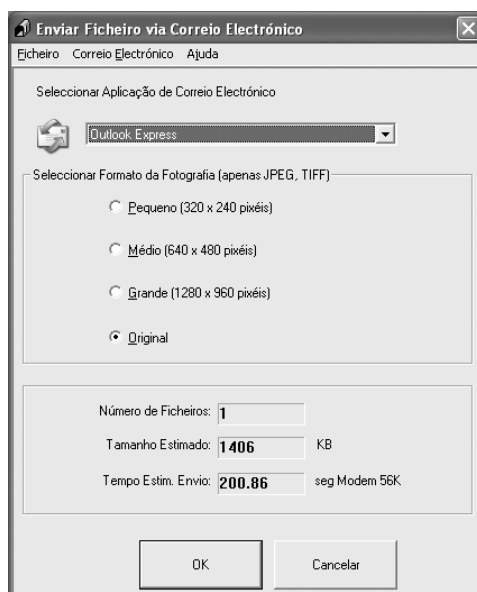 Enviar Ficheiro via Correio Electrónico
Ficheiro Correio Electrónico Ajuda
Seleccionar Aplicação de Correio Electrónico
Outlook Express
Seleccionar Formato da Fotografia (apenas JPEG, TIFF)
Pequeno (320 x 240 pixéis)
Médio (640 x 480 pixéis)
Grande (1280 x 960 pixéis)
Original
Número de Ficheiros: 1
Tamanho Estimado: 1406 KB
Tempo Estim. Envio: 200.86 seg Modem 56K
OK Cancelar